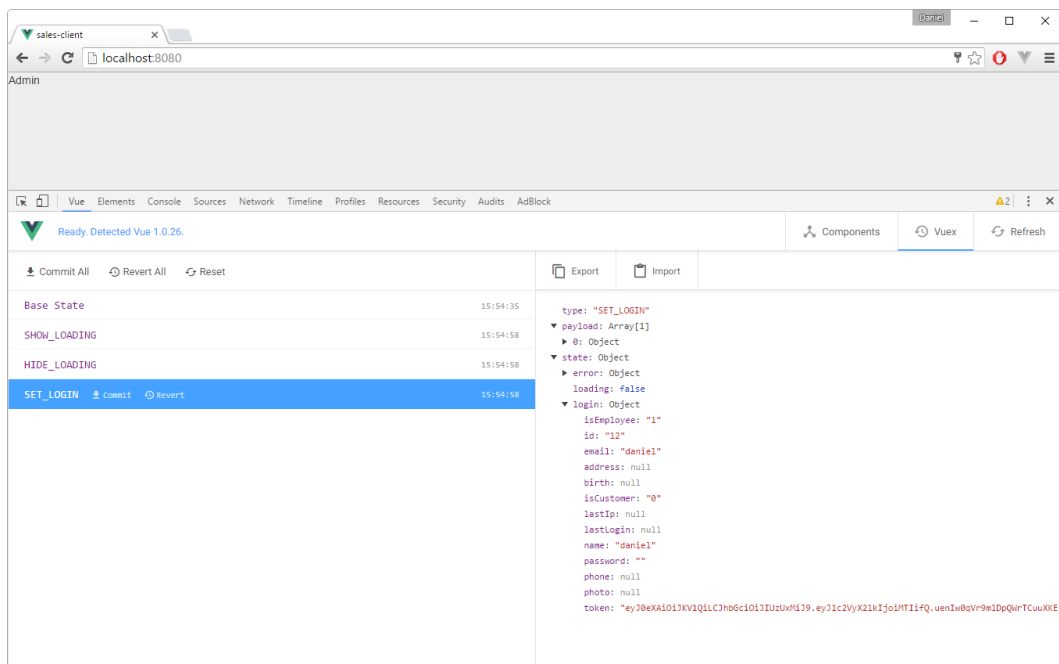 Daniel
sales-client
localhost:8080
Admin
Vue Elements Console Sources Network Timeline Profiles Resources Security Audits AdBlock 2
Ready. Detected Vue 1.0.26.
Components Vuex Refresh
Commit All Revert All Reset
Export Import
Base State 15:54:35
SHOW_LOADING 15:54:58
HIDE_LOADING 15:54:58
SET_LOGIN Commit Revert 15:54:58
type: "SET_LOGIN"
payload: Array[1]
0: Object
state: Object
error: Object
loading: false
login: Object
isEmployee: "1"
id: "12"
email: "daniel"
address: null
birth: null
isCustomer: "0"
lastIp: null
lastLogin: null
name: "daniel"
password: ""
phone: null
photo: null
token: "eyJ0eXAiOiJKV1QiLCJhbGciOiJIUzUxMiJ9.eyJ1c2VyX2lkIjoiMTIifQ.uenIw0qVr9mlDpQWrTCuuXKE